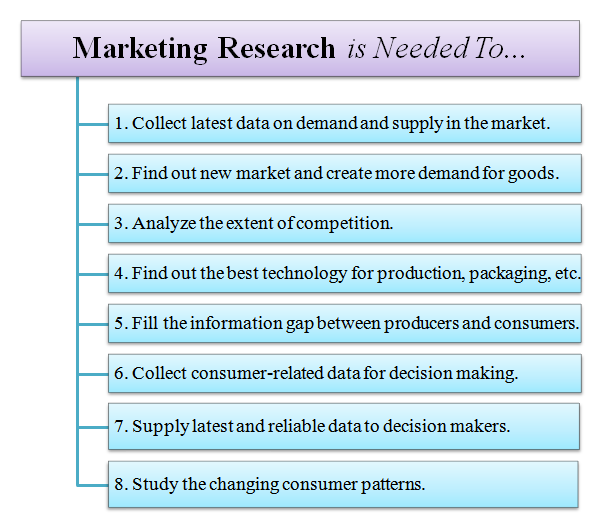 Marketing Research is Needed To...
1. Collect latest data on demand and supply in the market.
2. Find out new market and create more demand for goods.
3. Analyze the extent of competition.
4. Find out the best technology for production, packaging, etc.
5. Fill the information gap between producers and consumers.
6. Collect consumer-related data for decision making.
7. Supply latest and reliable data to decision makers.
8. Study the changing consumer patterns.